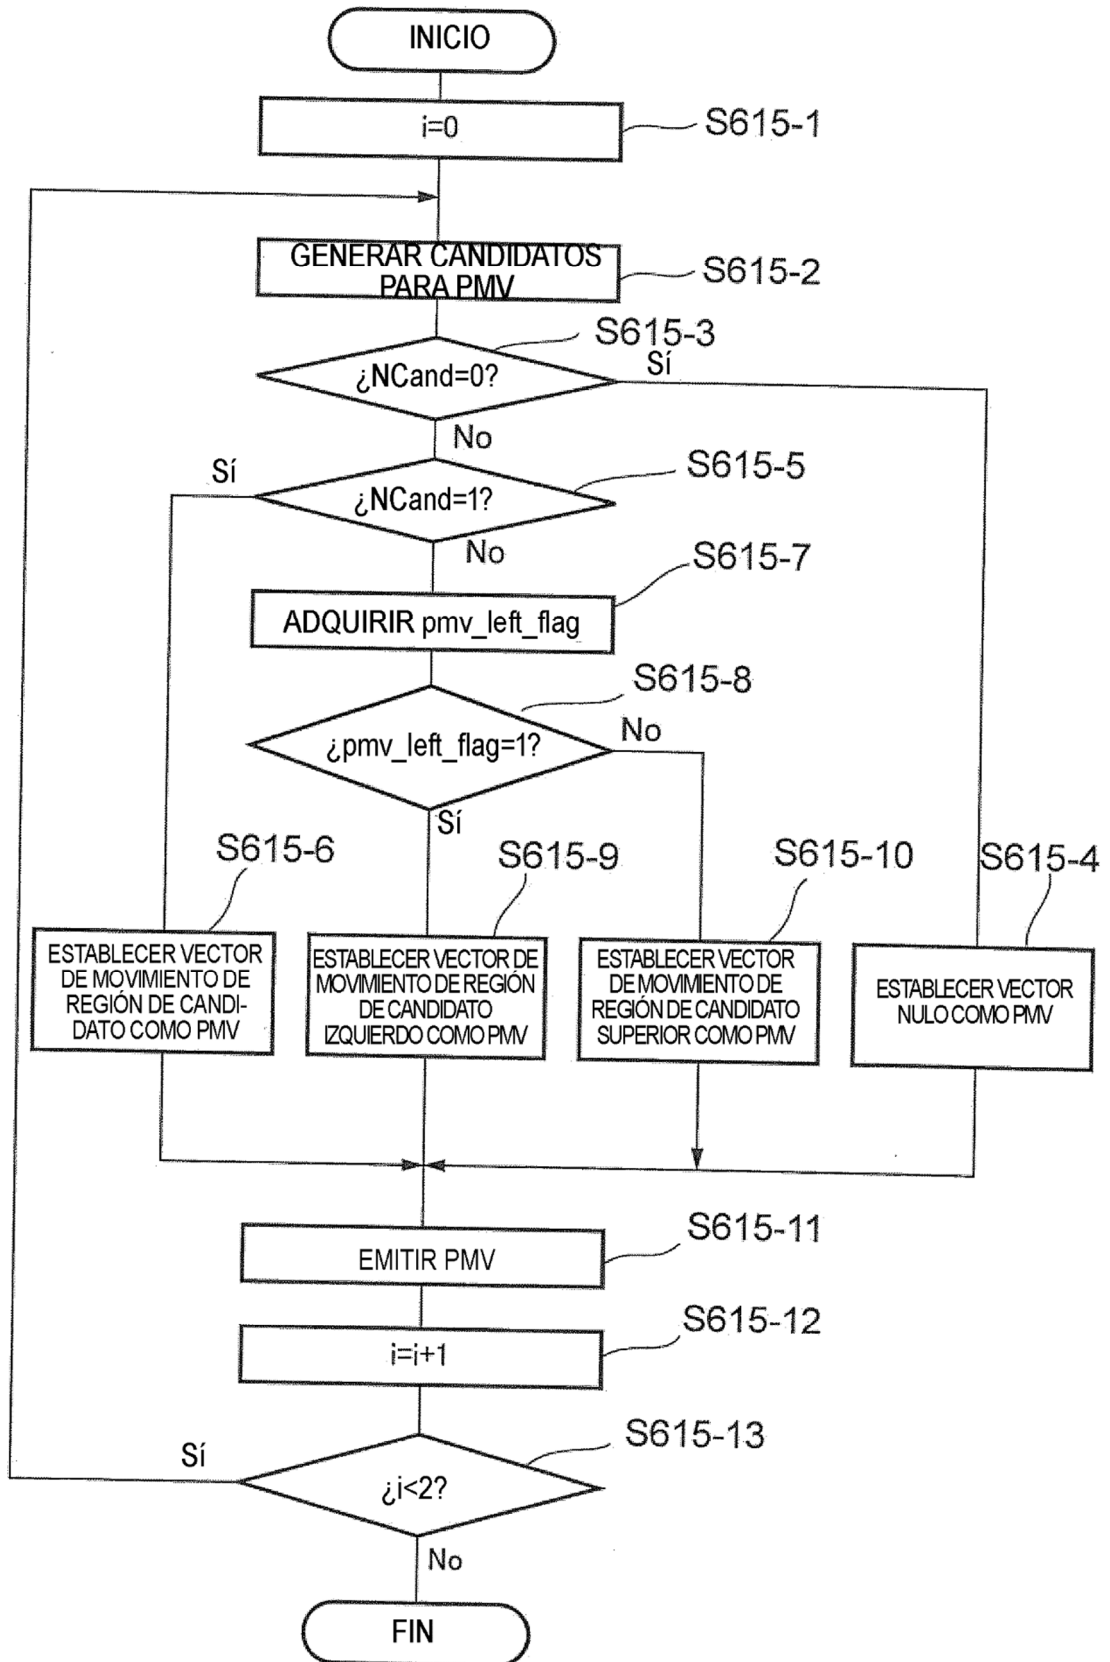 INICIO
i=0
S615-1
GENERAR CANDIDATOS
PARA PMV
S615-2
S615-3
¿NCand=0?
Sí
No
S615-5
Sí
¿NCand=1?
No
S615-7
ADQUIRIR pmv_left_flag
S615-8
¿pmv_left_flag=1?
No
Sí
S615-6
S615-9
S615-10
S615-4
ESTABLECER VECTOR
DE MOVIMIENTO DE
REGIÓN DE CANDI-
DATO COMO PMV
ESTABLECER VECTOR DE
MOVIMIENTO DE REGIÓN
DE CANDIDATO
IZQUIERDO COMO PMV
ESTABLECER VECTOR
DE MOVIMIENTO DE
REGIÓN DE CANDIDATO
SUPERIOR COMO PMV
ESTABLECER VECTOR
NULO COMO PMV
S615-11
EMITIR PMV
S615-12
i=i+1
S615-13
Sí
¿i<2?
No
FIN